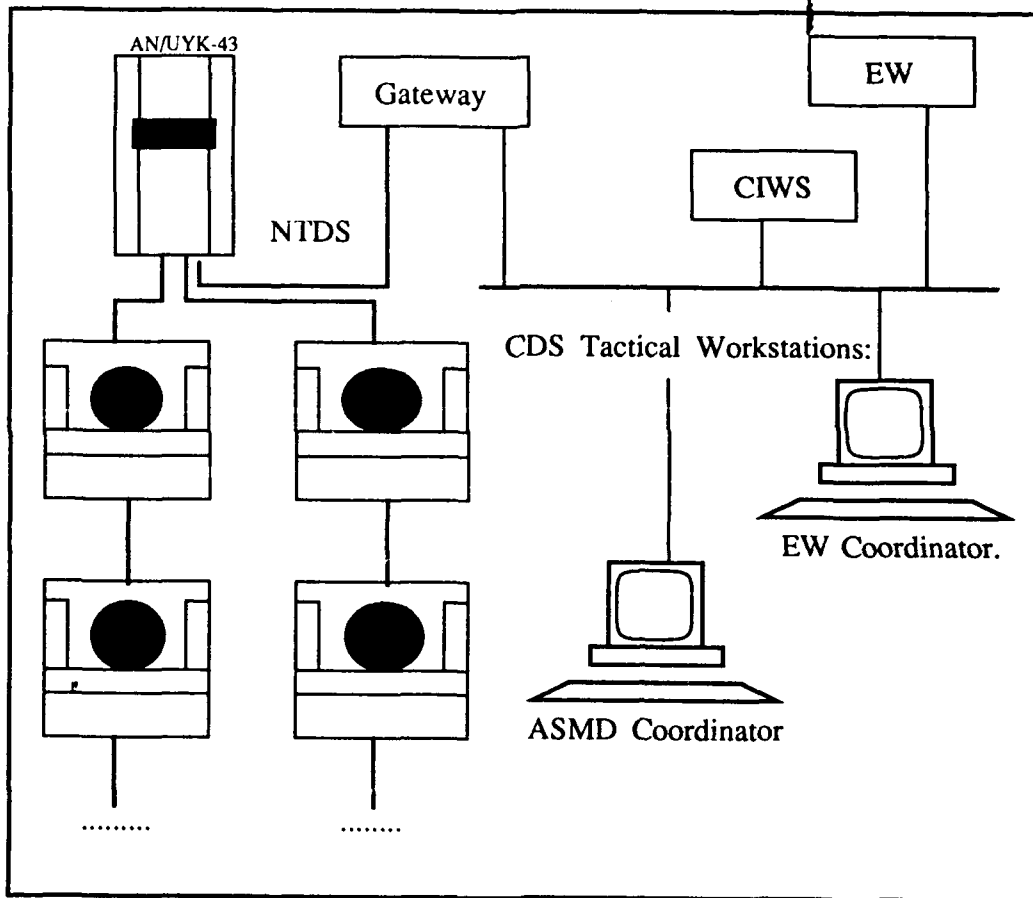 AN/UYK-43
Gateway
EW
CIWS
NTDS
CDS Tactical Workstations:
EW Coordinator.
ASMD Coordinator
.........
........